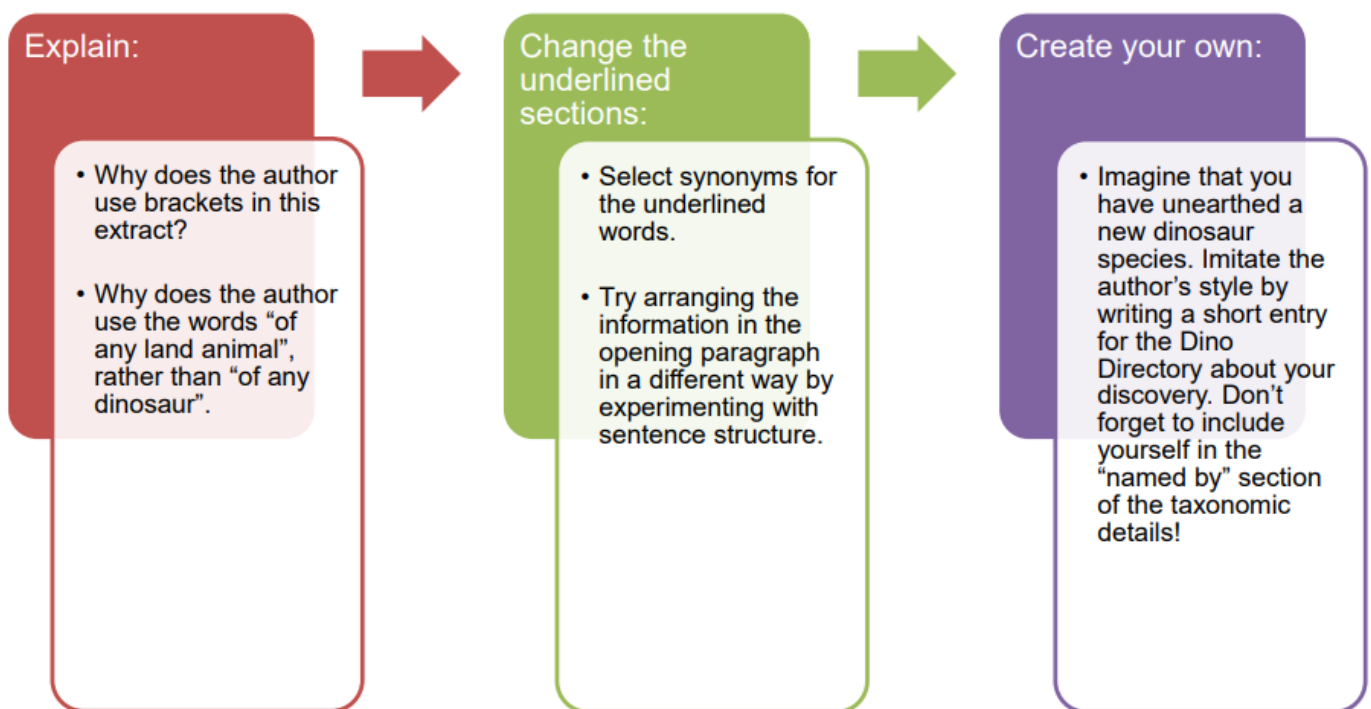 Explain:
• Why does the author
use brackets in this
extract?
• Why does the author
use the words “of
any land animal”,
rather than “of any
dinosaur”.
Change the
underlined
sections:
• Select synonyms for
the underlined
words.
• Try arranging the
information in the
opening paragraph
in a different way by
experimenting with
sentence structure.
Create your own:
• Imagine that you
have unearthed a
new dinosaur
species. Imitate the
author’s style by
writing a short entry
for the Dino
Directory about your
discovery. Don’t
forget to include
yourself in the
“named by” section
of the taxonomic
details!